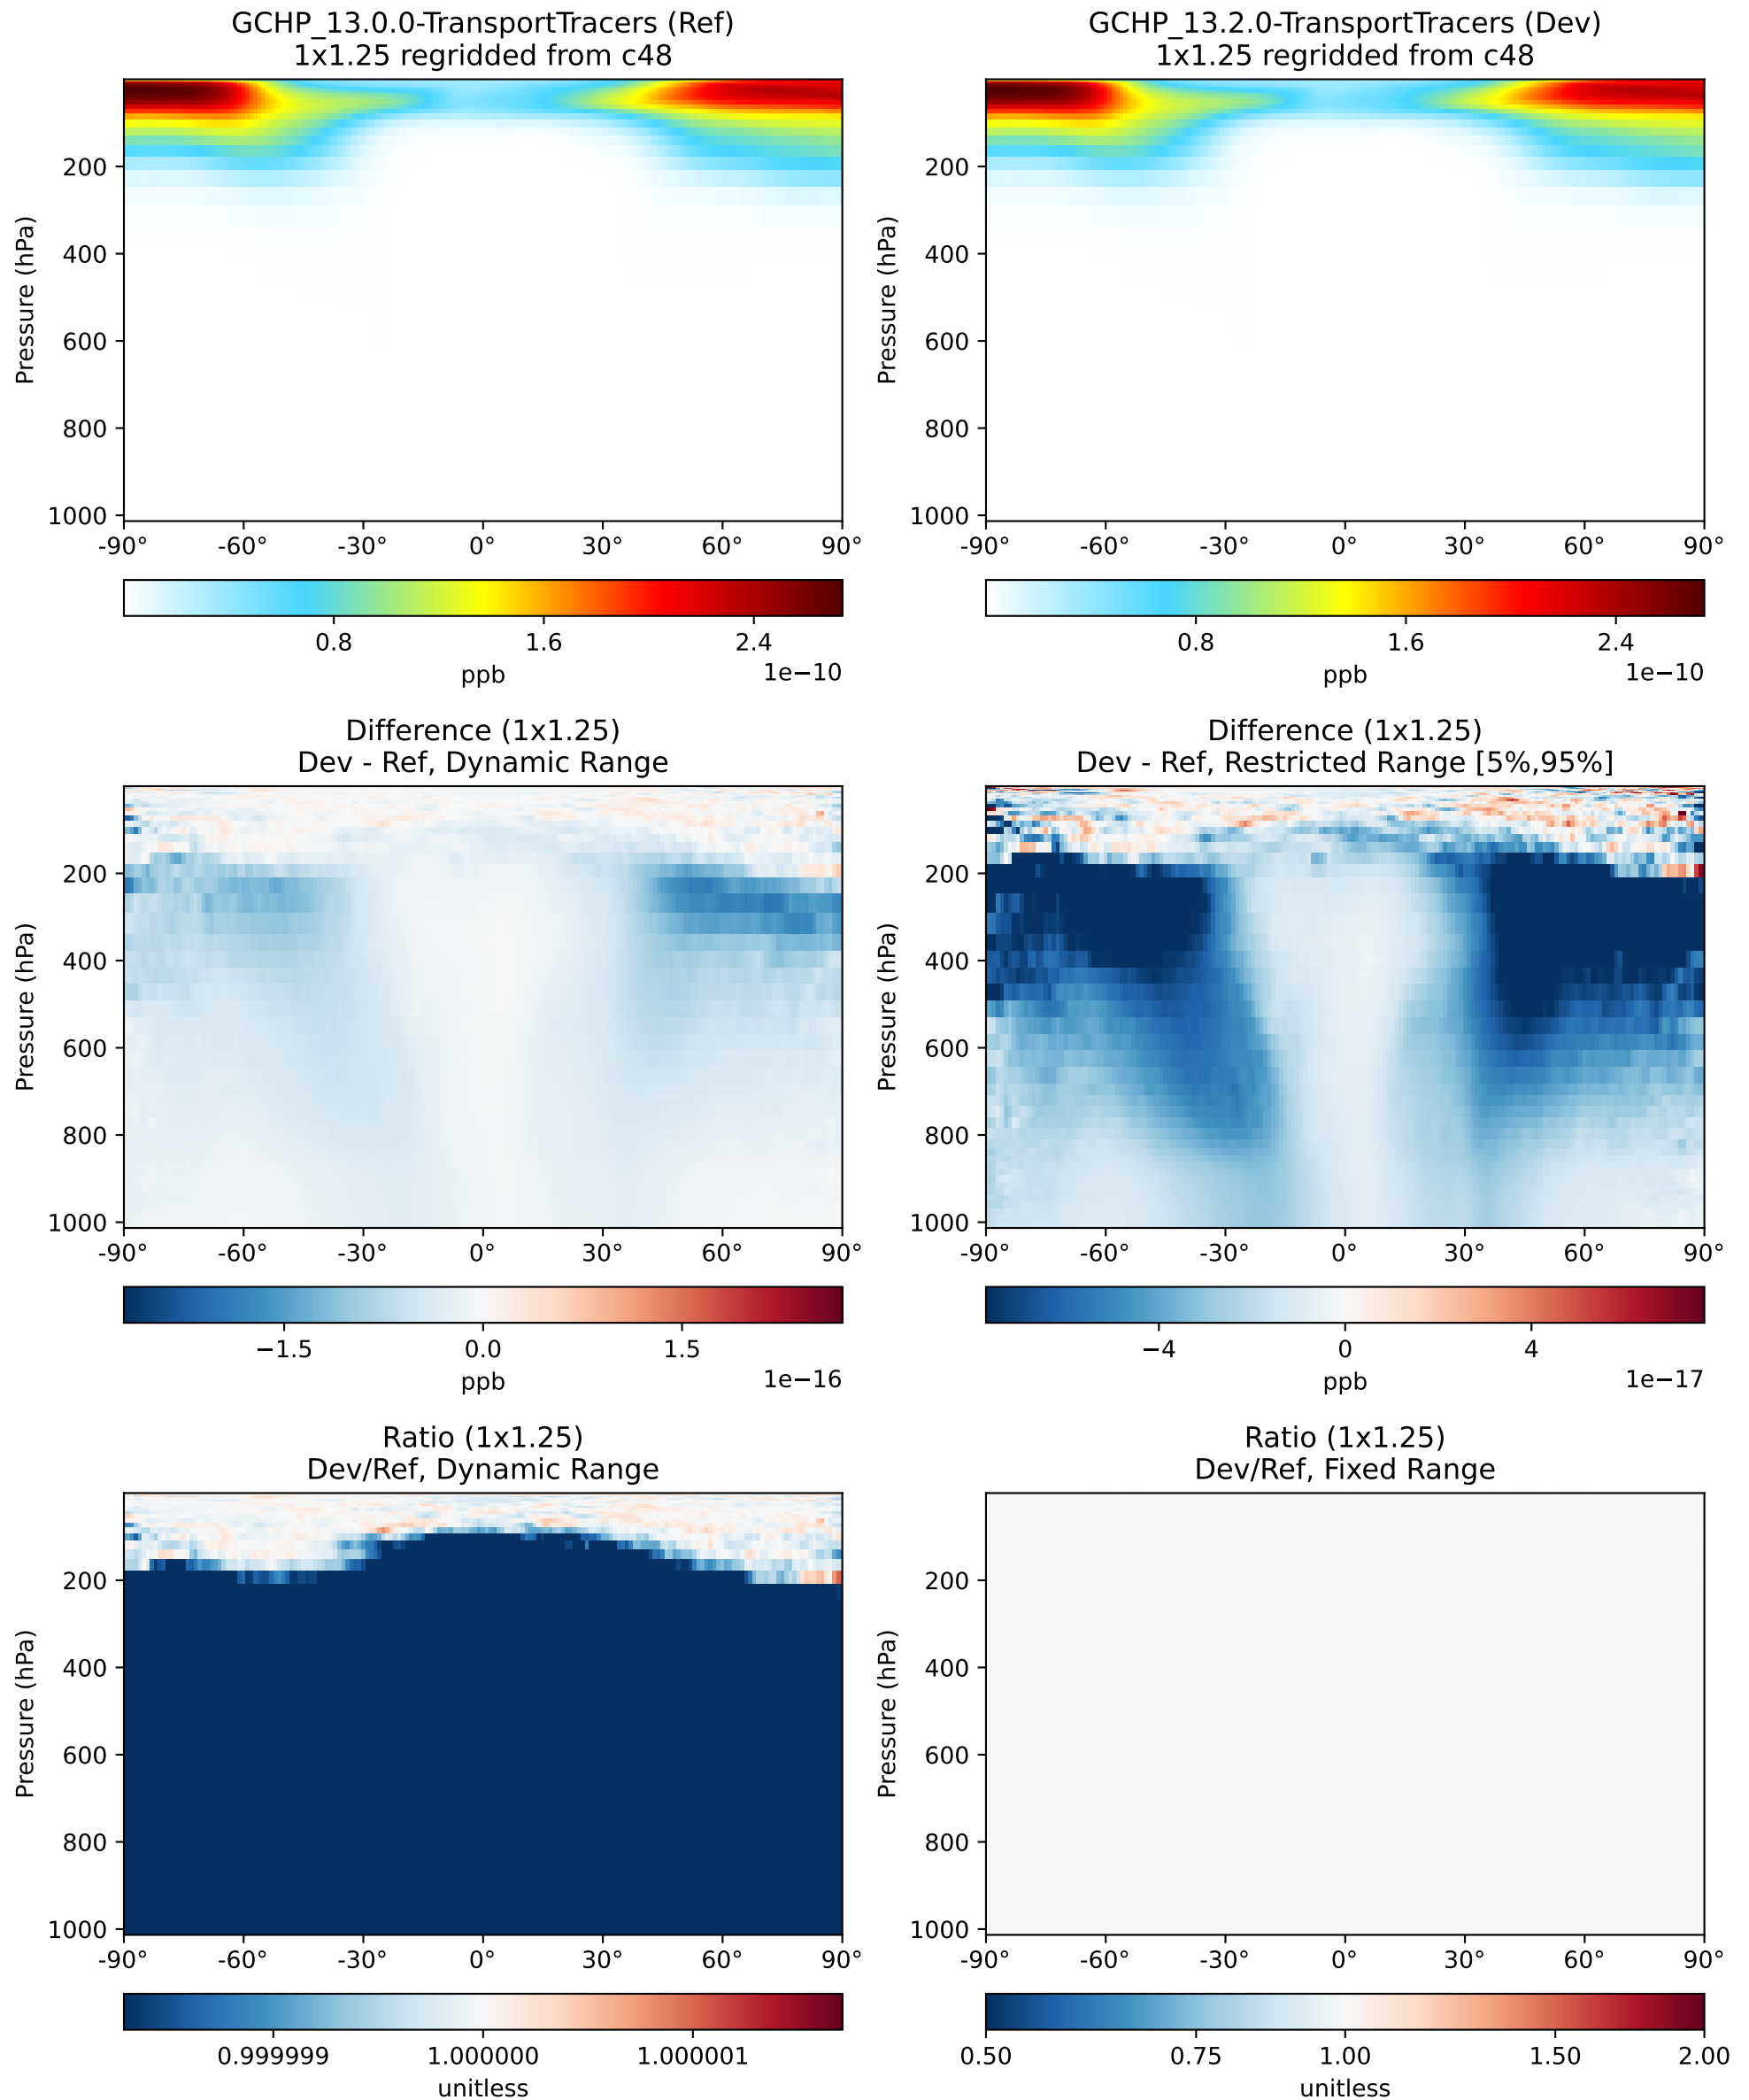 GCHP_13.0.0-TransportTracers (Ref)
1x1.25 regridded from c48
Pressure (hPa)
200
400
600
800
1000
-90° -60° -30° 0° 30° 60° 90°
0.8 1.6 2.4
1e−10
ppb
GCHP_13.2.0-TransportTracers (Dev)
1x1.25 regridded from c48
Pressure (hPa)
200
400
600
800
1000
-90° -60° -30° 0° 30° 60° 90°
0.8 1.6 2.4
1e−10
ppb
Difference (1x1.25)
Dev - Ref, Dynamic Range
Pressure (hPa)
200
400
600
800
1000
-90° -60° -30° 0° 30° 60° 90°
−1.5 0.0 1.5
1e−16
ppb
Difference (1x1.25)
Dev - Ref, Restricted Range [5%,95%]
Pressure (hPa)
200
400
600
800
1000
-90° -60° -30° 0° 30° 60° 90°
−4 0 4
1e−17
ppb
Ratio (1x1.25)
Dev/Ref, Dynamic Range
Pressure (hPa)
200
400
600
800
1000
-90° -60° -30° 0° 30° 60° 90°
0.999999 1.000000 1.000001
unitless
Ratio (1x1.25)
Dev/Ref, Fixed Range
Pressure (hPa)
200
400
600
800
1000
-90° -60° -30° 0° 30° 60° 90°
0.50 0.75 1.00 1.50 2.00
unitless